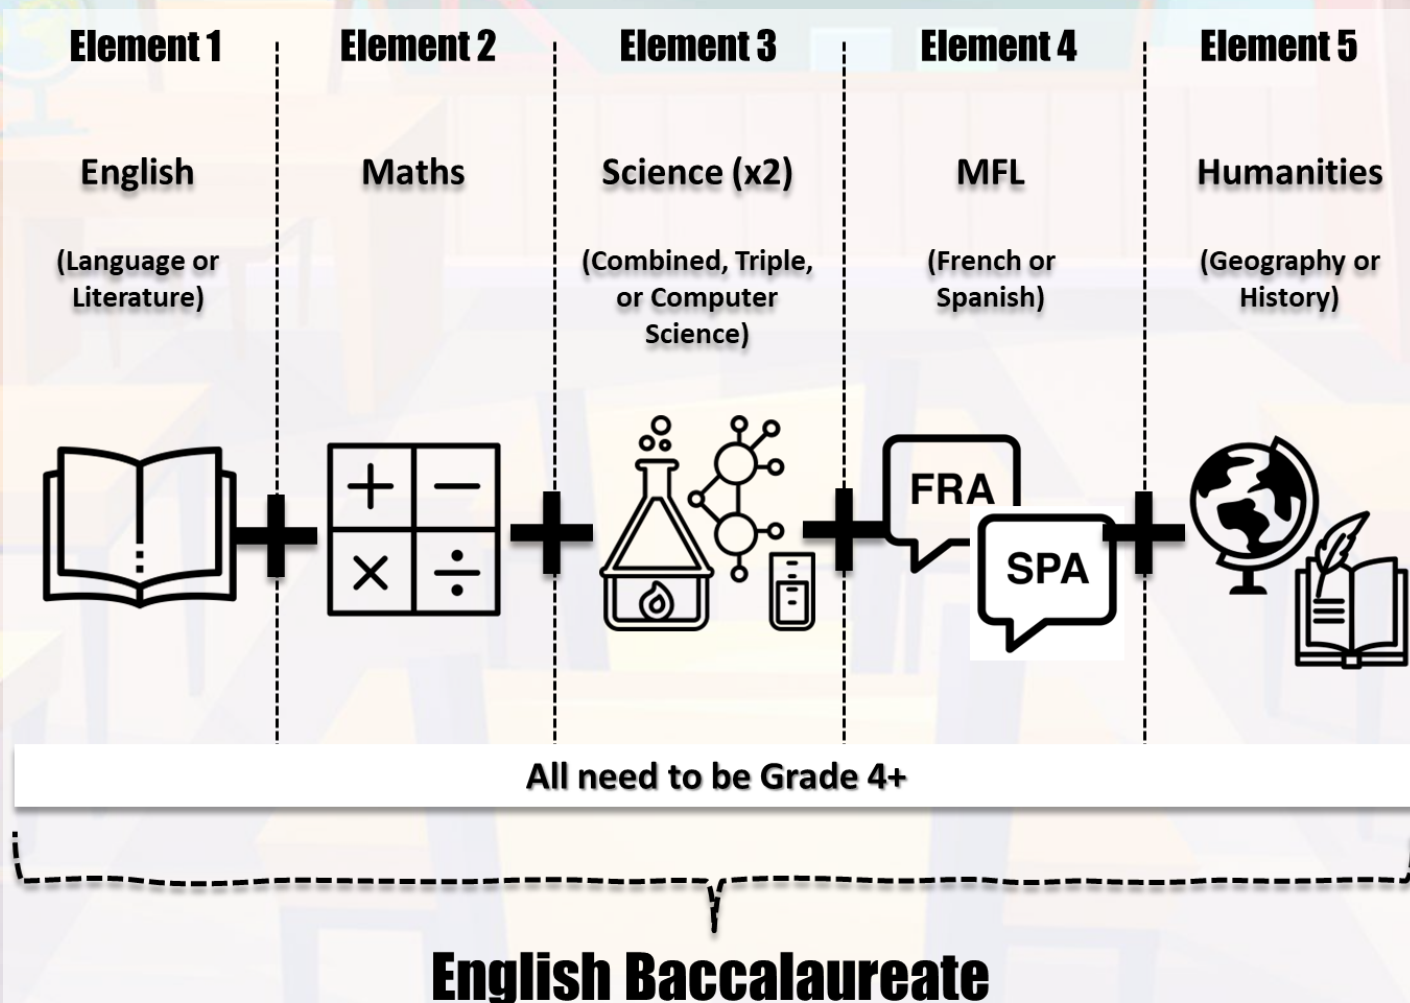 Element 1
Element 2
Element 3
Element 4
Element 5
English
Maths
Science (x2)
MFL
Humanities
(Language or
Literature)
(Combined, Triple,
or Computer
Science)
(French or
Spanish)
(Geography or
History)
FRA
SPA
All need to be Grade 4+
English Baccalaureate